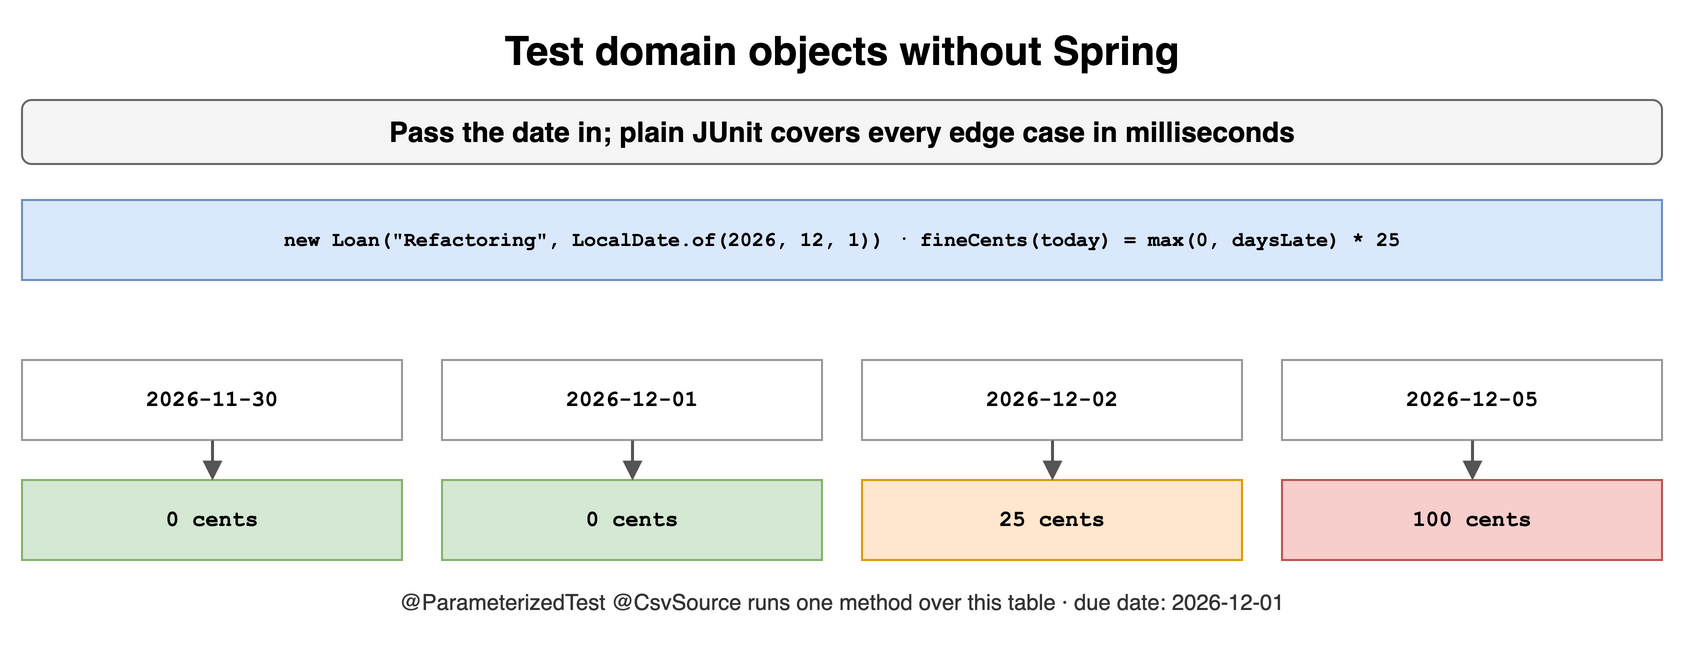 Test domain objects without Spring
Pass the date in; plain JUnit covers every edge case in milliseconds
new Loan("Refactoring", LocalDate.of(2026, 12, 1)) · fineCents(today) = max(0, daysLate) * 25
2026-11-30
2026-12-01
2026-12-02
2026-12-05
0 cents
0 cents
25 cents
100 cents
@ParameterizedTest @CsvSource runs one method over this table · due date: 2026-12-01